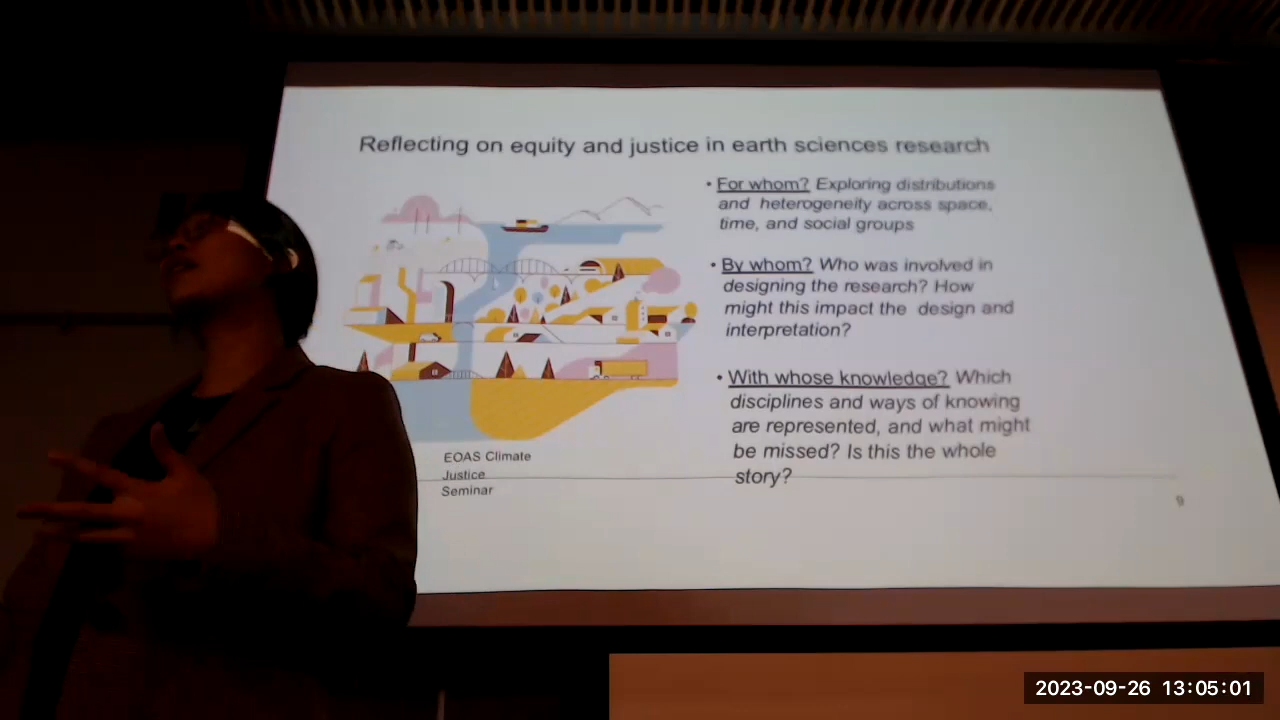 Reflecting on equity and justice in earth sciences research
• For whom? Exploring distributions
and heterogeneity across space,
time, and social groups
• By whom? Who was involved in
designing the research? How
might this impact the design and
interpretation?
• With whose knowledge? Which
disciplines and ways of knowing
are represented, and what might
be missed? Is this the whole
story?
EOAS Climate
Justice
Seminar
9
2023-09-26 13:05:01